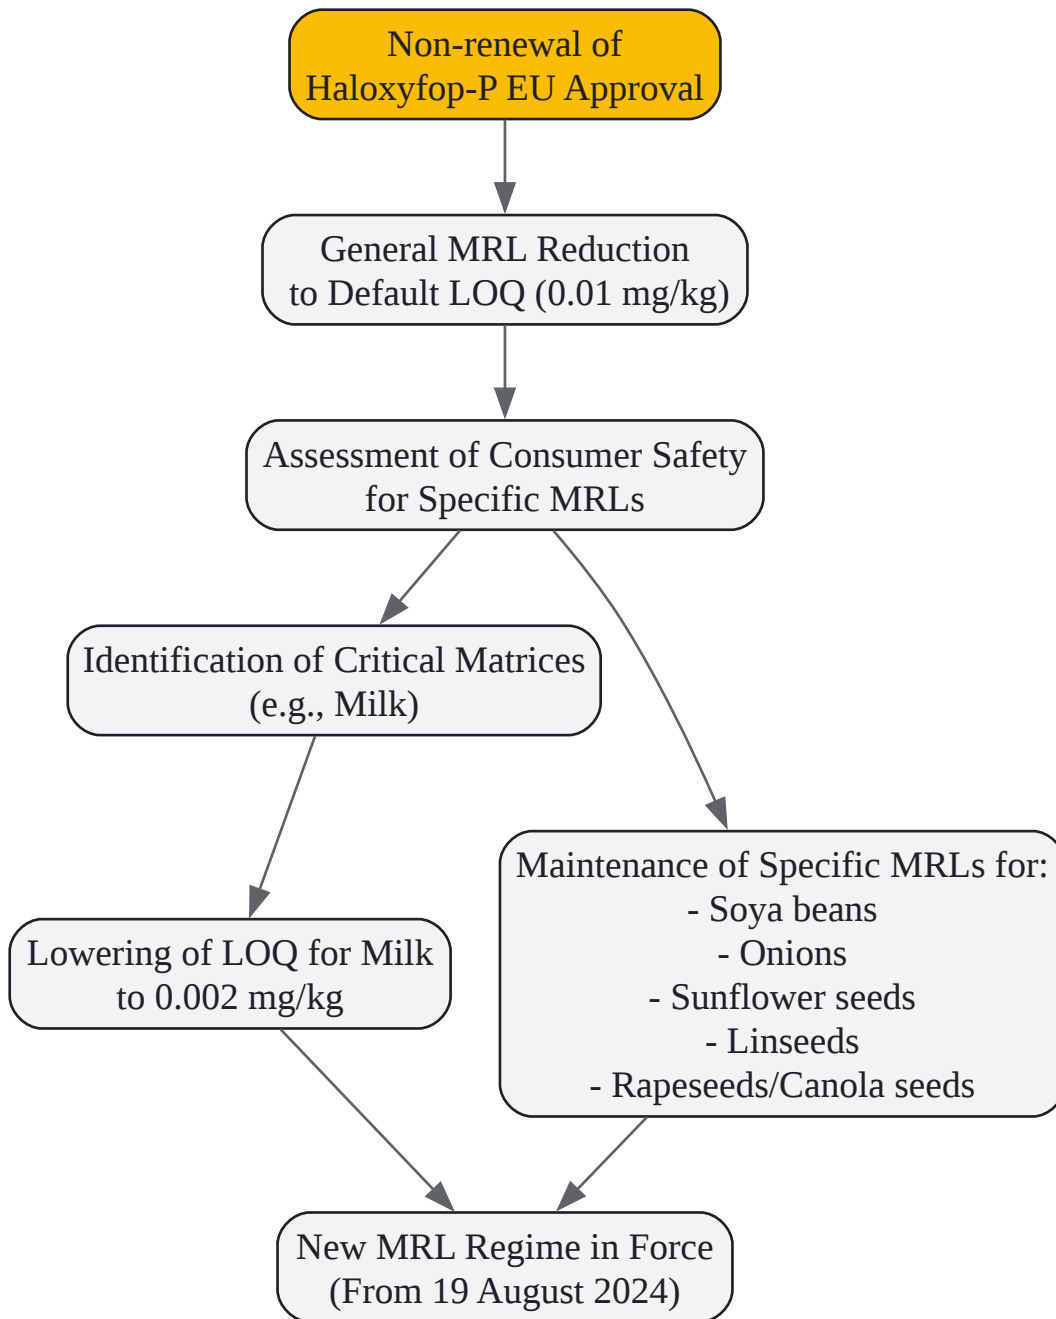 Non-renewal of
Haloxyfop-P EU Approval
General MRL Reduction
to Default LOQ (0.01 mg/kg)
Assessment of Consumer Safety
for Specific MRLs
Identification of Critical Matrices
(e.g., Milk)
Maintenance of Specific MRLs for:
- Soya beans
- Onions
- Sunflower seeds
- Linseeds
- Rapeseeds/Canola seeds
Lowering of LOQ for Milk
to 0.002 mg/kg
New MRL Regime in Force
(From 19 August 2024)